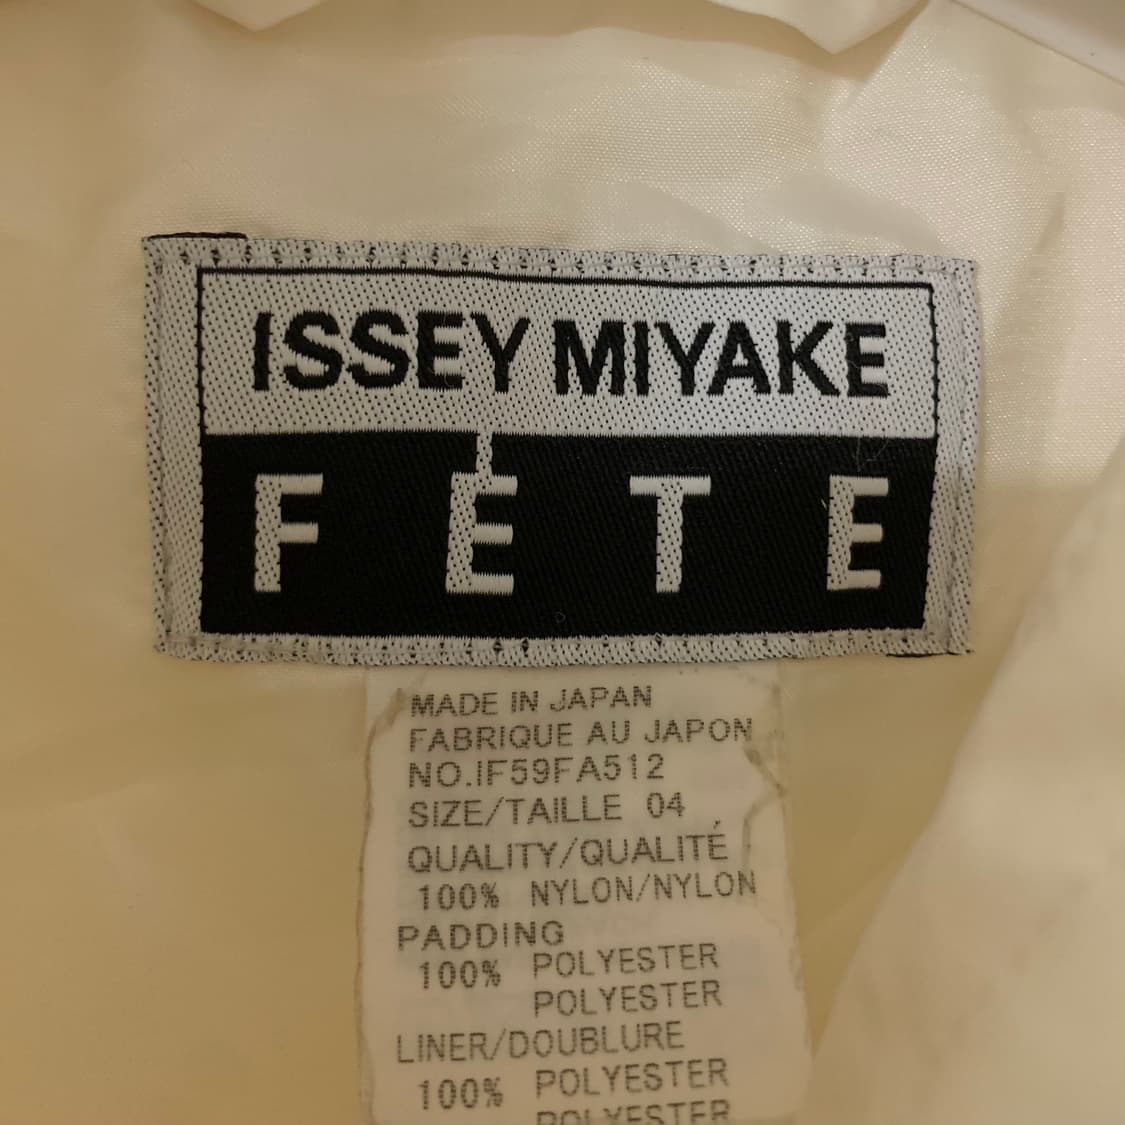 ISSEY MIYAKE
FÊTE
MADE IN JAPAN
FABRIQUE AU JAPON
NO.IF59FA512
SIZE/TAILLE 04
QUALITY/QUALITÉ
100% NYLON/NYLON
PADDING
100% POLYESTER
POLYESTER
LINER/DOUBLURE
100% POLYESTER
POLYESTER